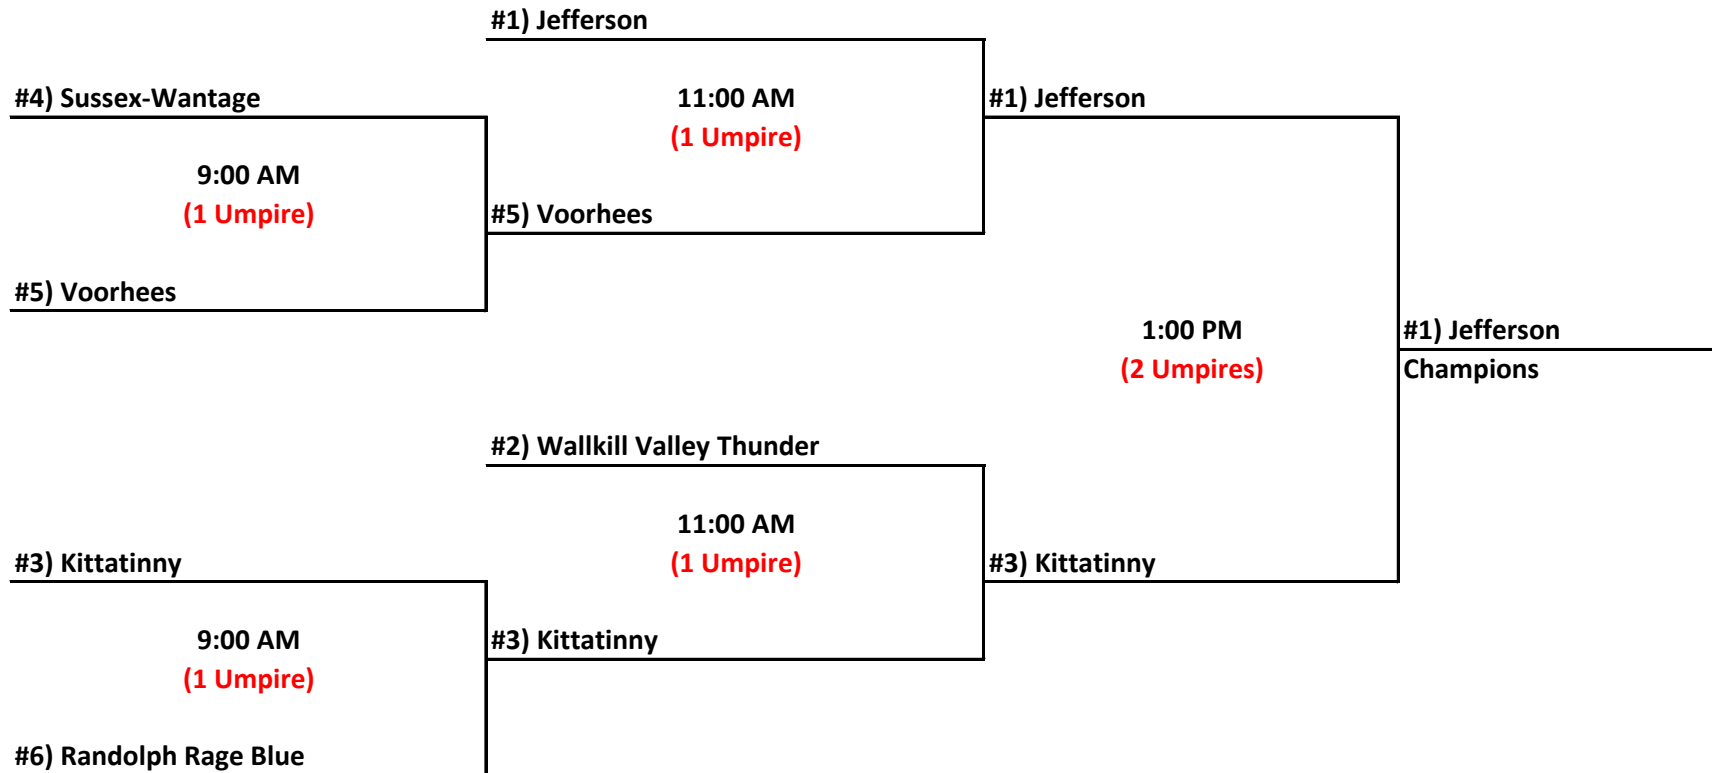 #1) Jefferson
#4) Sussex-Wantage
11:00 AM
#1) Jefferson
(1 Umpire)
9:00 AM
(1 Umpire)
#5) Voorhees
#5) Voorhees
1:00 PM
#1) Jefferson
(2 Umpires)
Champions
#2) Wallkill Valley Thunder
11:00 AM
#3) Kittatinny
(1 Umpire)
#3) Kittatinny
9:00 AM
#3) Kittatinny
(1 Umpire)
#6) Randolph Rage Blue